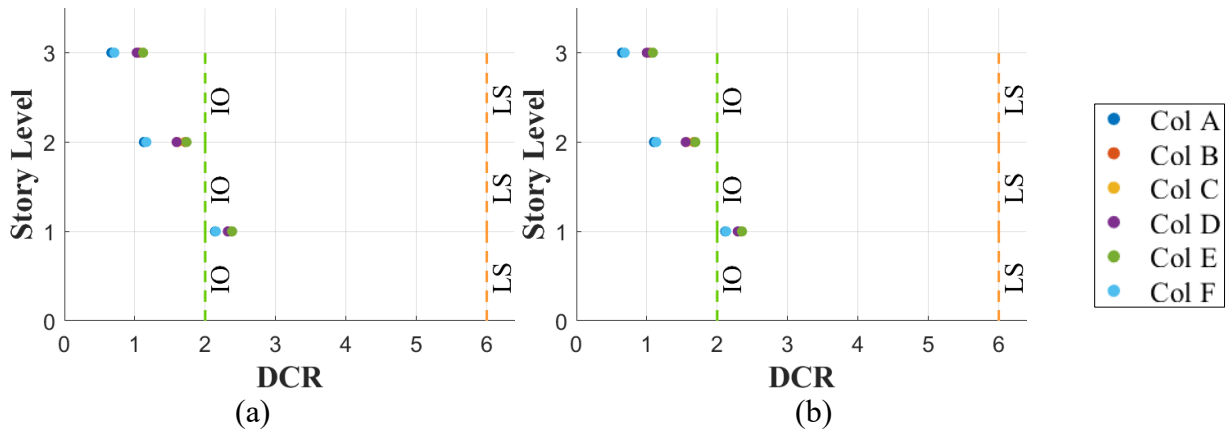 Story Level
3
2
1
0
IO
IO
IO
LS
LS
LS
0 1 2 3 4 5 6
DCR
(a)
Story Level
3
2
1
0
IO
IO
IO
LS
LS
LS
0 1 2 3 4 5 6
DCR
(b)
Col A
Col B
Col C
Col D
Col E
Col F